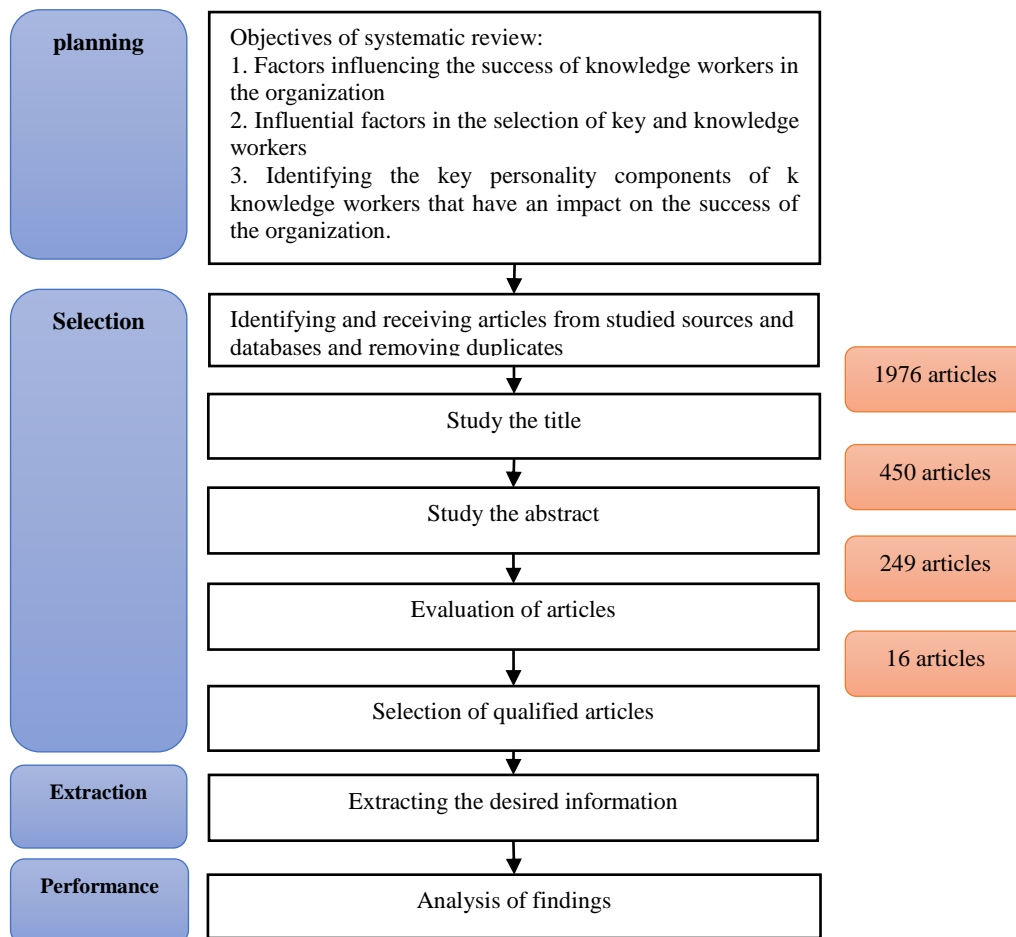 planning
Objectives of systematic review:
1. Factors influencing the success of knowledge workers in
the organization
2. Influential factors in the selection of key and knowledge
workers
3. Identifying the key personality components of k
knowledge workers that have an impact on the success of
the organization.
Selection
Identifying and receiving articles from studied sources and
databases and removing duplicates
1976 articles
Study the title
450 articles
Study the abstract
249 articles
Evaluation of articles
16 articles
Selection of qualified articles
Extraction
Extracting the desired information
Performance
Analysis of findings